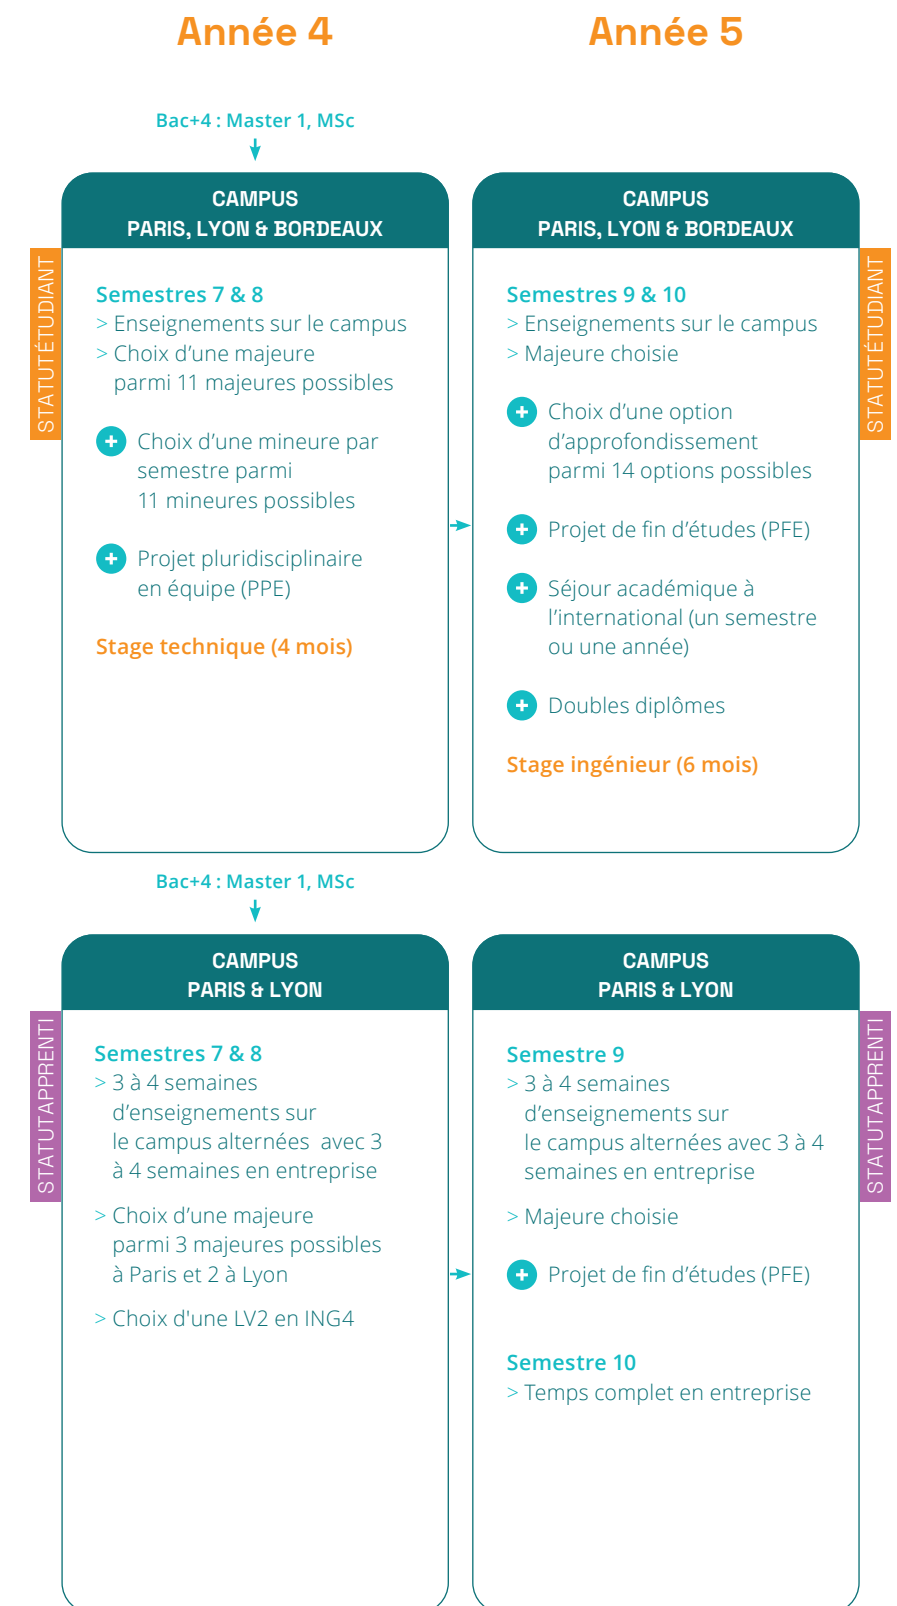 Année 4
Année 5
Bac+4 : Master 1, MSc
CAMPUS
PARIS, LYON & BORDEAUX
STATUT ÉTUDIANT
Semestres 7 & 8
> Enseignements sur le campus
> Choix d’une majeure
parmi 11 majeures possibles
+ Choix d’une mineure par
semestre parmi
11 mineures possibles
+ Projet pluridisciplinaire
en équipe (PPE)
Stage technique (4 mois)
CAMPUS
PARIS, LYON & BORDEAUX
STATUT ÉTUDIANT
Semestres 9 & 10
> Enseignements sur le campus
> Majeure choisie
+ Choix d’une option
d’approfondissement
parmi 14 options possibles
+ Projet de fin d’études (PFE)
+ Séjour académique à
l’international (un semestre
ou une année)
+ Doubles diplômes
Stage ingénieur (6 mois)
Bac+4 : Master 1, MSc
CAMPUS
PARIS & LYON
STATUT APPRENTI
Semestres 7 & 8
> 3 à 4 semaines
d’enseignements sur
le campus alternées avec 3
à 4 semaines en entreprise
> Choix d’une majeure
parmi 3 majeures possibles
à Paris et 2 à Lyon
> Choix d'une LV2 en ING4
CAMPUS
PARIS & LYON
STATUT APPRENTI
Semestre 9
> 3 à 4 semaines
d’enseignements sur
le campus alternées avec 3 à 4
semaines en entreprise
> Majeure choisie
+ Projet de fin d’études (PFE)
Semestre 10
> Temps complet en entreprise